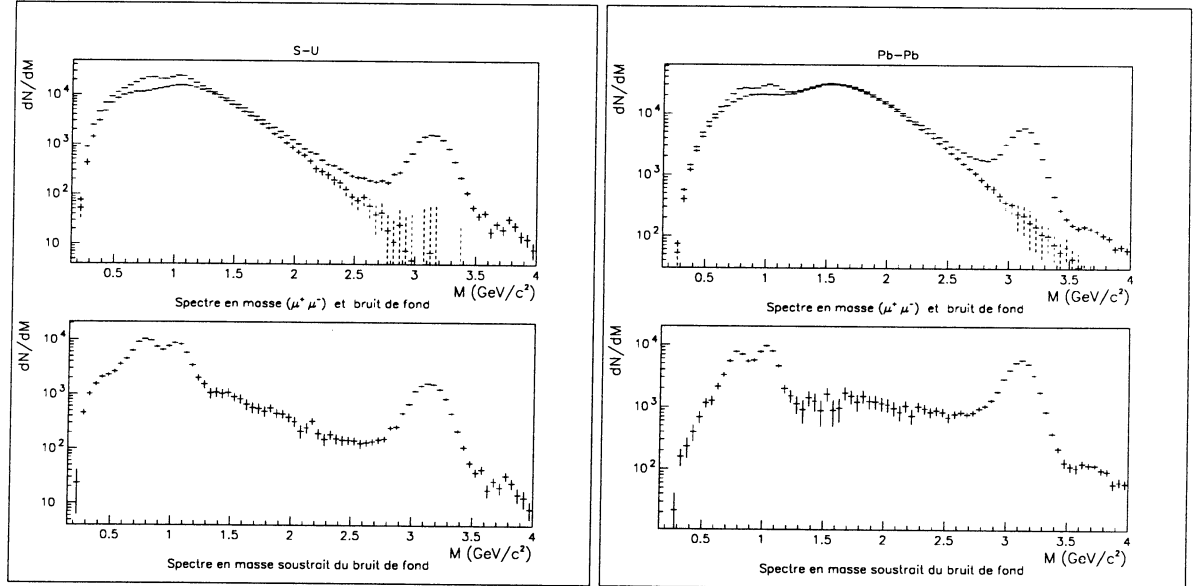 S-U
dN/dM
10⁴
10³
10²
10
0.5 1 1.5 2 2.5 3 3.5 4
M (GeV/c²)
Spectre en masse (μ⁺ μ⁻) et bruit de fond
dN/dM
10⁴
10³
10²
10
0.5 1 1.5 2 2.5 3 3.5 4
M (GeV/c²)
Spectre en masse soustrait du bruit de fond
Pb-Pb
dN/dM
10⁴
10³
10²
0.5 1 1.5 2 2.5 3 3.5 4
M (GeV/c²)
Spectre en masse (μ⁺ μ⁻) et bruit de fond
dN/dM
10⁴
10³
10²
0.5 1 1.5 2 2.5 3 3.5 4
M (GeV/c²)
Spectre en masse soustrait du bruit de fond